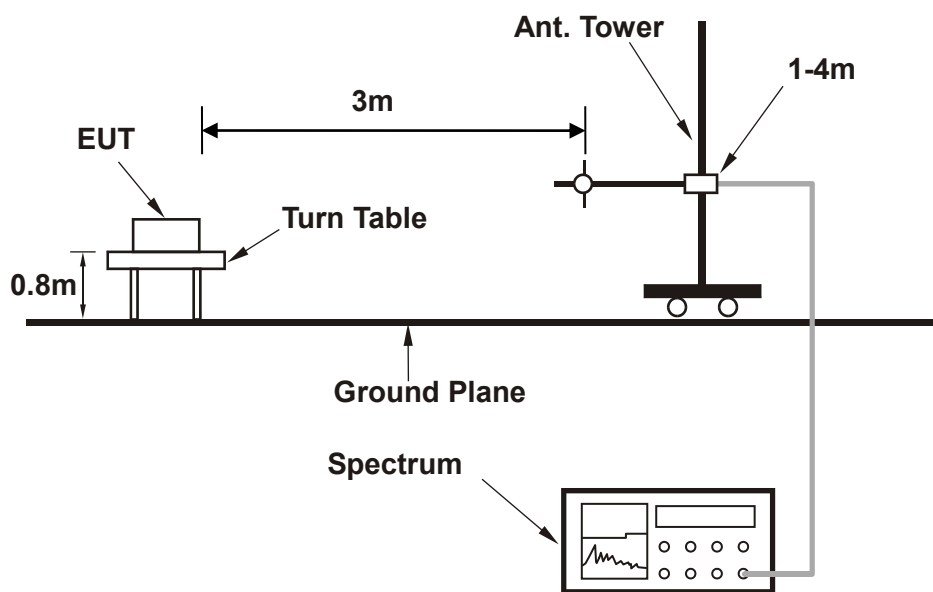 Ant. Tower
1-4m
3m
EUT
Turn Table
0.8m
Ground Plane
Spectrum